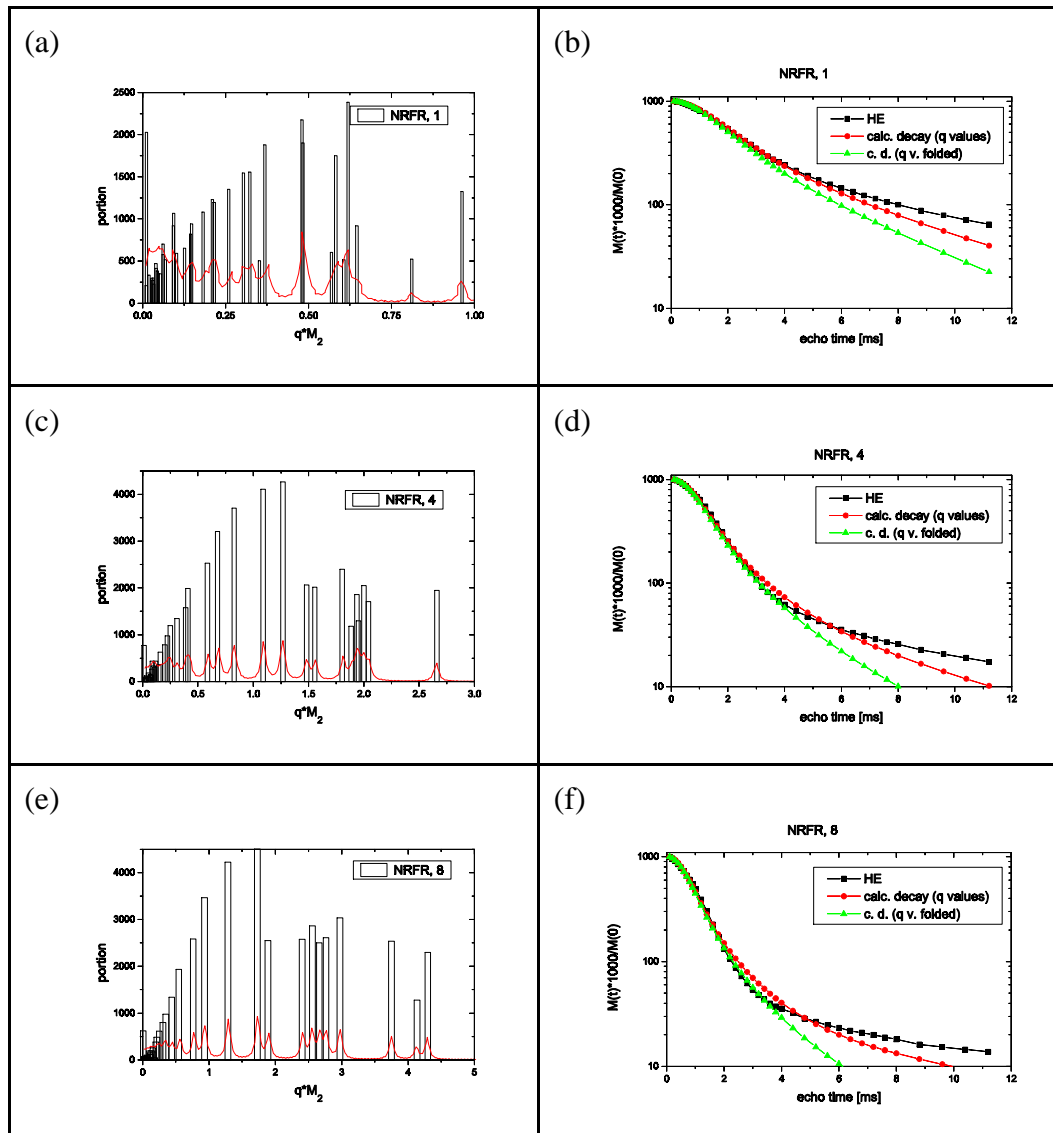 (a)
2500
2000
1500
1000
500
0
portion
NRFR, 1
0.00 0.25 0.50 0.75 1.00
q*M2
(b)
NRFR, 1
1000
100
10
M(t)*1000/M(0)
HE
calc. decay (q values)
c. d. (q v. folded)
0 2 4 6 8 10 12
echo time [ms]
(c)
4000
3000
2000
1000
0
portion
NRFR, 4
0.0 0.5 1.0 1.5 2.0 2.5 3.0
q*M2
(d)
NRFR, 4
1000
100
10
M(t)*1000/M(0)
HE
calc. decay (q values)
c. d. (q v. folded)
0 2 4 6 8 10 12
echo time [ms]
(e)
4000
3000
2000
1000
0
portion
NRFR, 8
0 1 2 3 4 5
q*M2
(f)
NRFR, 8
1000
100
10
M(t)*1000/M(0)
HE
calc. decay (q values)
c. d. (q v. folded)
0 2 4 6 8 10 12
echo time [ms]